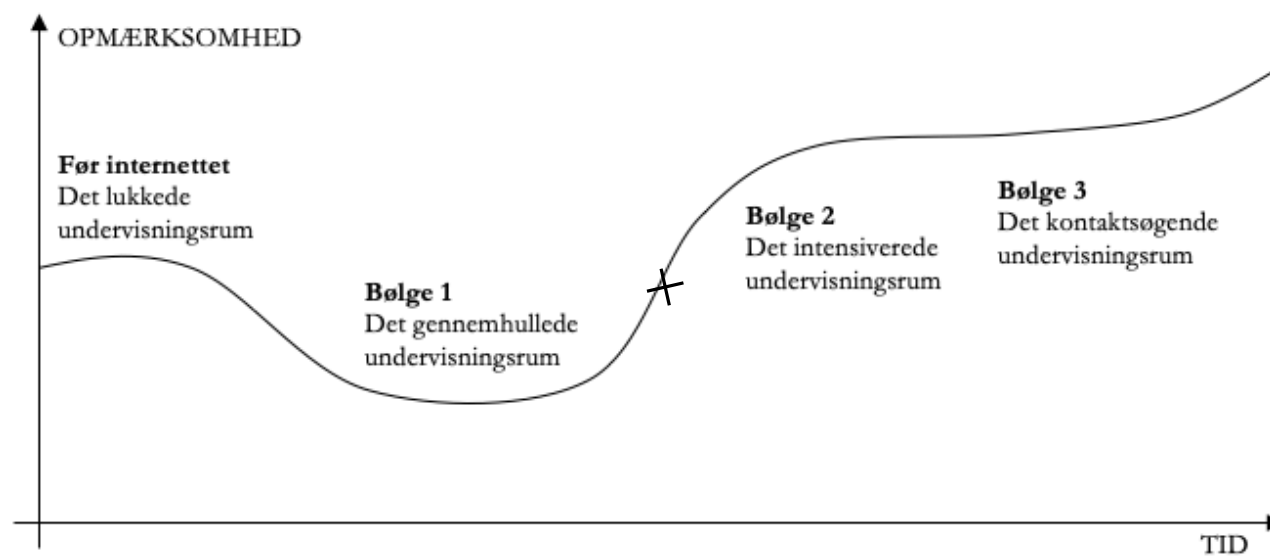 OPMÆRKSOMHED
Før internettet
Det lukkede
undervisningsrum
Bølge 1
Det gennemhullede
undervisningsrum
Bølge 2
Det intensiverede
undervisningsrum
Bølge 3
Det kontaktsøgende
undervisningsrum
TID